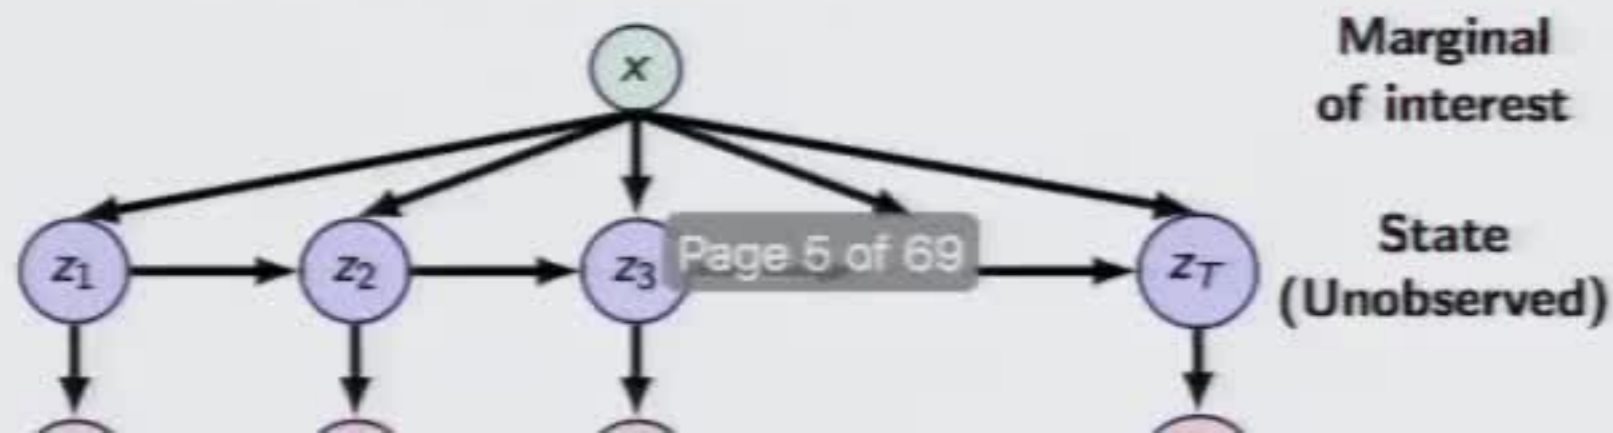 x
Marginal
of interest
z1
z2
z3
Page 5 of 69
zT
State
(Unobserved)